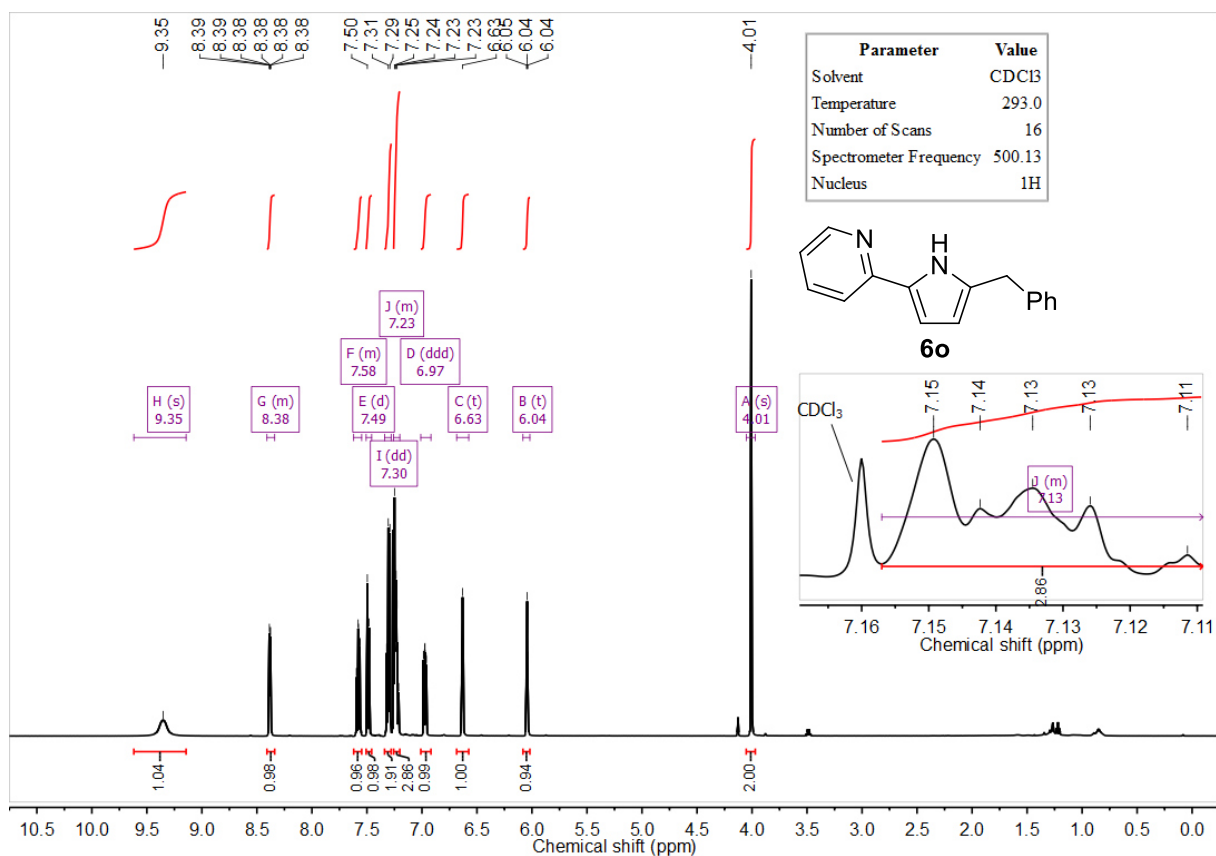 9.35
8.39
8.39
8.38
8.38
8.38
8.38
7.50
7.31
7.29
7.25
7.24
7.23
7.23
6.63
6.05
6.04
6.04
4.01
Parameter Value
Solvent CDCl3
Temperature 293.0
Number of Scans 16
Spectrometer Frequency 500.13
Nucleus 1H
N
H
N
Ph
6o
J (m)
7.23
F (m)
7.58
D (ddd)
6.97
H (s)
9.35
G (m)
8.38
E (d)
7.49
C (t)
6.63
B (t)
6.04
A (s)
4.01
I (dd)
7.30
CDCl3
7.15
7.14
7.13
7.13
7.11
J (m)
7.13
2.86
7.16 7.15 7.14 7.13 7.12 7.11
Chemical shift (ppm)
1.04
0.98
0.96
0.98
1.91
2.86
0.99
1.00
0.94
2.00
10.5 10.0 9.5 9.0 8.5 8.0 7.5 7.0 6.5 6.0 5.5 5.0 4.5 4.0 3.5 3.0 2.5 2.0 1.5 1.0 0.5 0.0
Chemical shift (ppm)